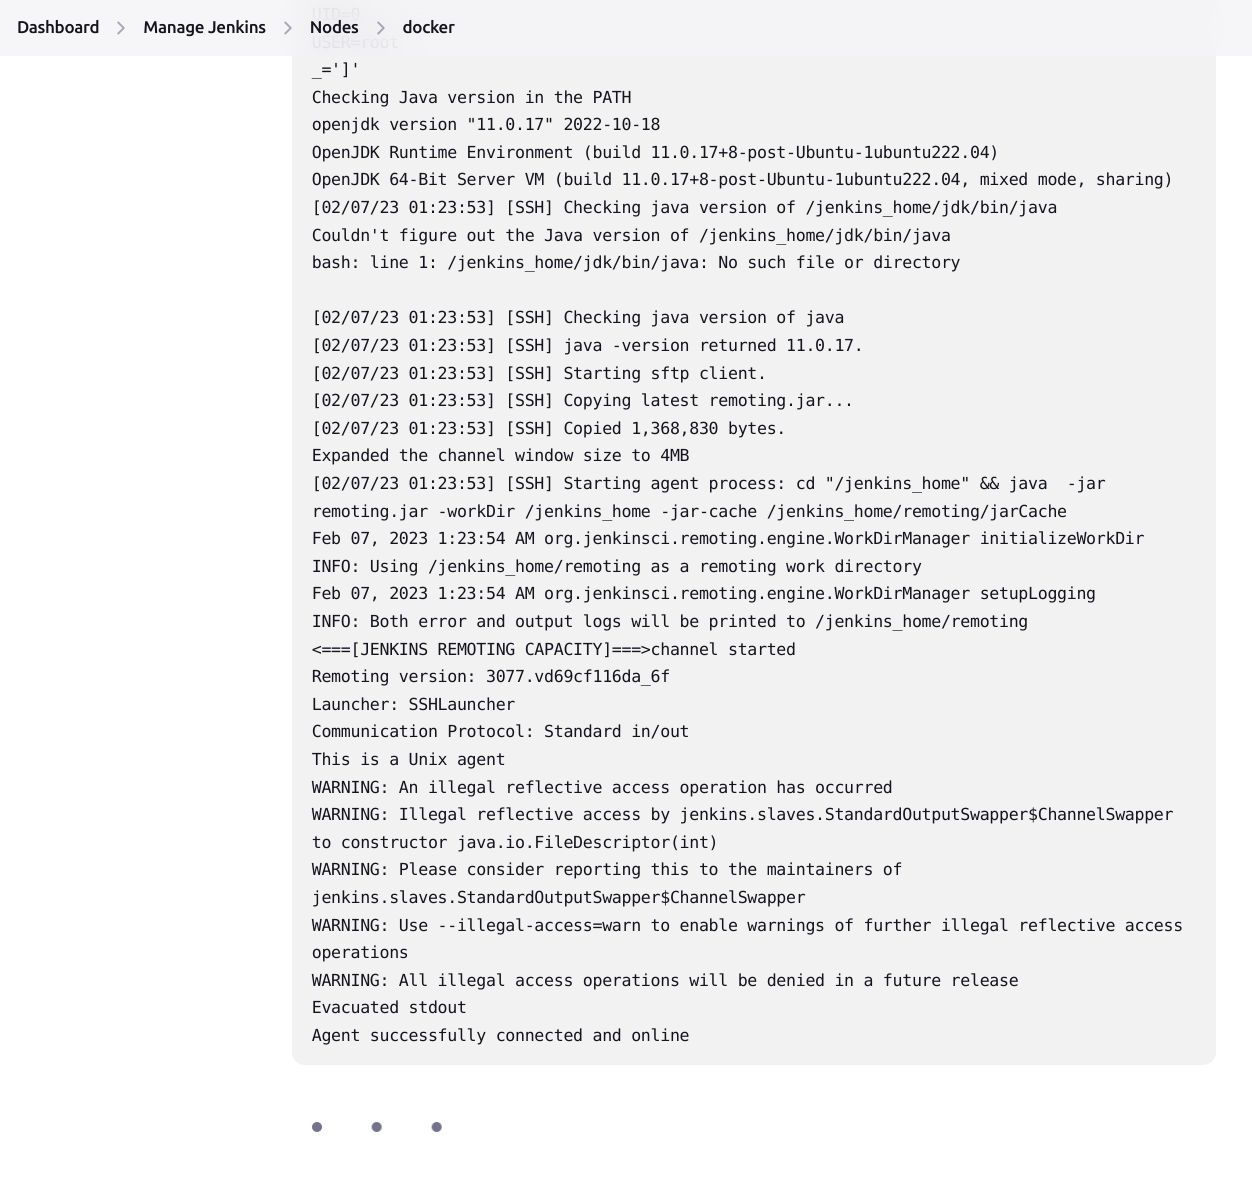 Dashboard > Manage Jenkins > Nodes > docker
UID=0
USER=root
_=']'
Checking Java version in the PATH
openjdk version "11.0.17" 2022-10-18
OpenJDK Runtime Environment (build 11.0.17+8-post-Ubuntu-1ubuntu222.04)
OpenJDK 64-Bit Server VM (build 11.0.17+8-post-Ubuntu-1ubuntu222.04, mixed mode, sharing)
[02/07/23 01:23:53] [SSH] Checking java version of /jenkins_home/jdk/bin/java
Couldn't figure out the Java version of /jenkins_home/jdk/bin/java
bash: line 1: /jenkins_home/jdk/bin/java: No such file or directory
[02/07/23 01:23:53] [SSH] Checking java version of java
[02/07/23 01:23:53] [SSH] java -version returned 11.0.17.
[02/07/23 01:23:53] [SSH] Starting sftp client.
[02/07/23 01:23:53] [SSH] Copying latest remoting.jar...
[02/07/23 01:23:53] [SSH] Copied 1,368,830 bytes.
Expanded the channel window size to 4MB
[02/07/23 01:23:53] [SSH] Starting agent process: cd "/jenkins_home" && java  -jar
remoting.jar -workDir /jenkins_home -jar-cache /jenkins_home/remoting/jarCache
Feb 07, 2023 1:23:54 AM org.jenkinsci.remoting.engine.WorkDirManager initializeWorkDir
INFO: Using /jenkins_home/remoting as a remoting work directory
Feb 07, 2023 1:23:54 AM org.jenkinsci.remoting.engine.WorkDirManager setupLogging
INFO: Both error and output logs will be printed to /jenkins_home/remoting
<===[JENKINS REMOTING CAPACITY]===>channel started
Remoting version: 3077.vd69cf116da_6f
Launcher: SSHLauncher
Communication Protocol: Standard in/out
This is a Unix agent
WARNING: An illegal reflective access operation has occurred
WARNING: Illegal reflective access by jenkins.slaves.StandardOutputSwapper$ChannelSwapper
to constructor java.io.FileDescriptor(int)
WARNING: Please consider reporting this to the maintainers of
jenkins.slaves.StandardOutputSwapper$ChannelSwapper
WARNING: Use --illegal-access=warn to enable warnings of further illegal reflective access
operations
WARNING: All illegal access operations will be denied in a future release
Evacuated stdout
Agent successfully connected and online